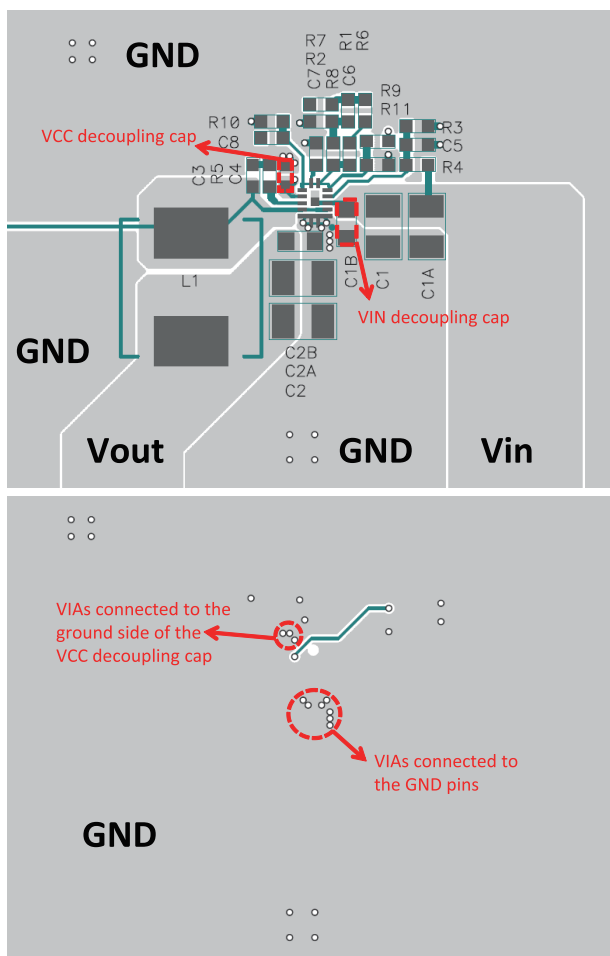 GND
R7
R2
C7
R8
R1
C6
R6
R9
R11
R10
C8
R3
C5
R4
VCC decoupling cap
C3
R5
C4
L1
C1B
C1
C1A
VIN decoupling cap
GND
C2B
C2A
C2
Vout
GND
Vin
VIAs connected to the
ground side of the
VCC decoupling cap
VIAs connected to
the GND pins
GND